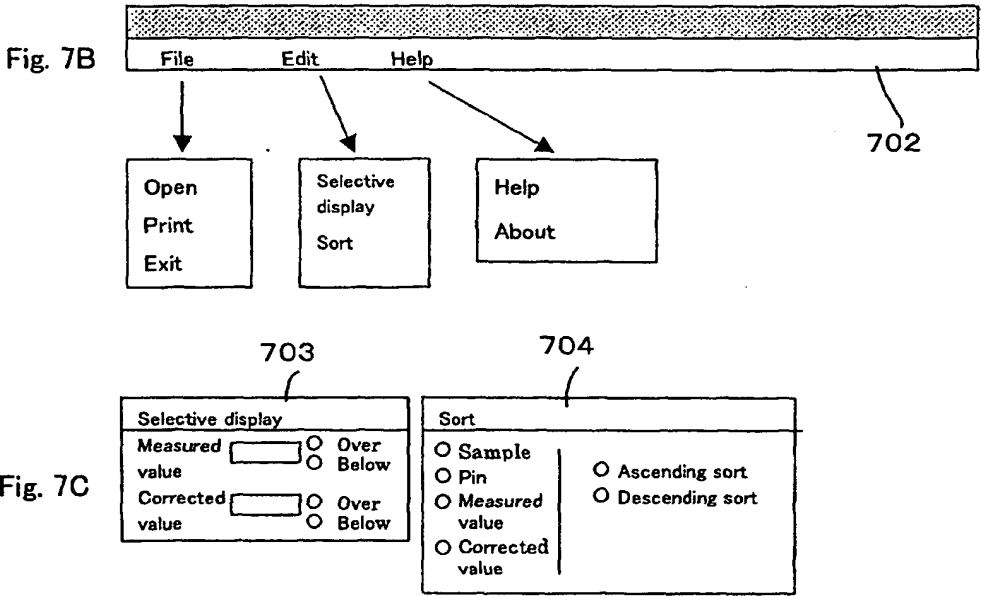 Fig. 7B
File Edit Help
702
Open
Print
Exit
Selective
display
Sort
Help
About
703
704
Fig. 7C
Selective display
Measured
value
Over
Below
Corrected
value
Over
Below
Sort
Sample
Pin
Measured
value
Corrected
value
Ascending sort
Descending sort